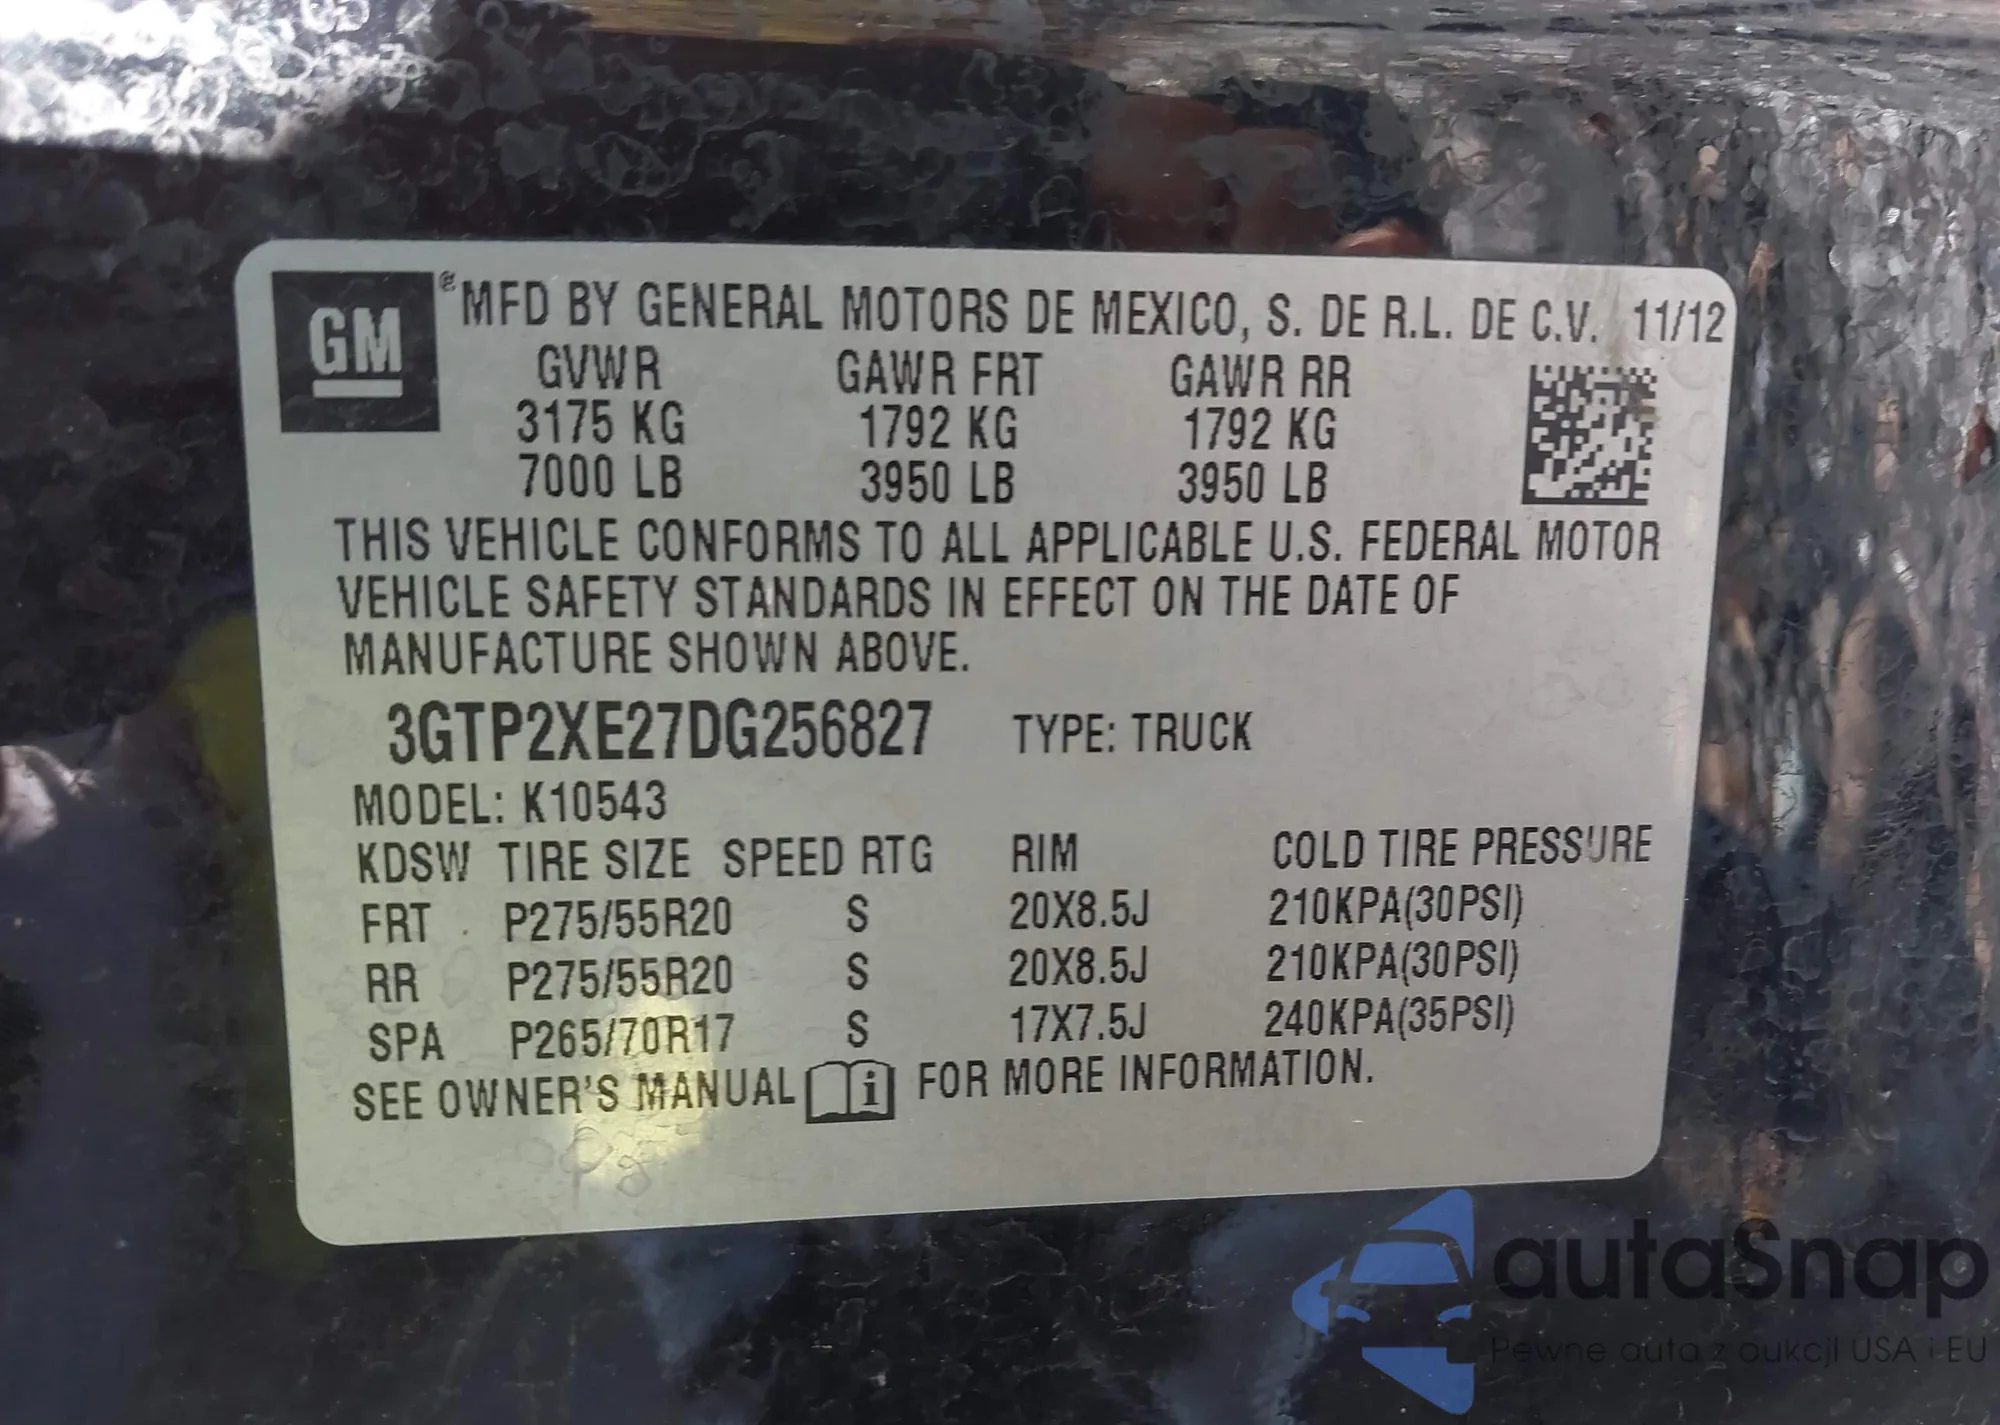 GM
®MFD BY GENERAL MOTORS DE MEXICO, S. DE R.L. DE C.V. 11/12
GVWR GAWR FRT GAWR RR
3175 KG 1792 KG 1792 KG
7000 LB 3950 LB 3950 LB
THIS VEHICLE CONFORMS TO ALL APPLICABLE U.S. FEDERAL MOTOR
VEHICLE SAFETY STANDARDS IN EFFECT ON THE DATE OF
MANUFACTURE SHOWN ABOVE.
3GTP2XE27DG256827 TYPE: TRUCK
MODEL: K10543
KDSW TIRE SIZE SPEED RTG RIM COLD TIRE PRESSURE
FRT P275/55R20 S 20X8.5J 210KPA(30PSI)
RR P275/55R20 S 20X8.5J 210KPA(30PSI)
SPA P265/70R17 S 17X7.5J 240KPA(35PSI)
SEE OWNER'S MANUAL i FOR MORE INFORMATION.
autaSnap
Pewne auta z aukcji USA i EU